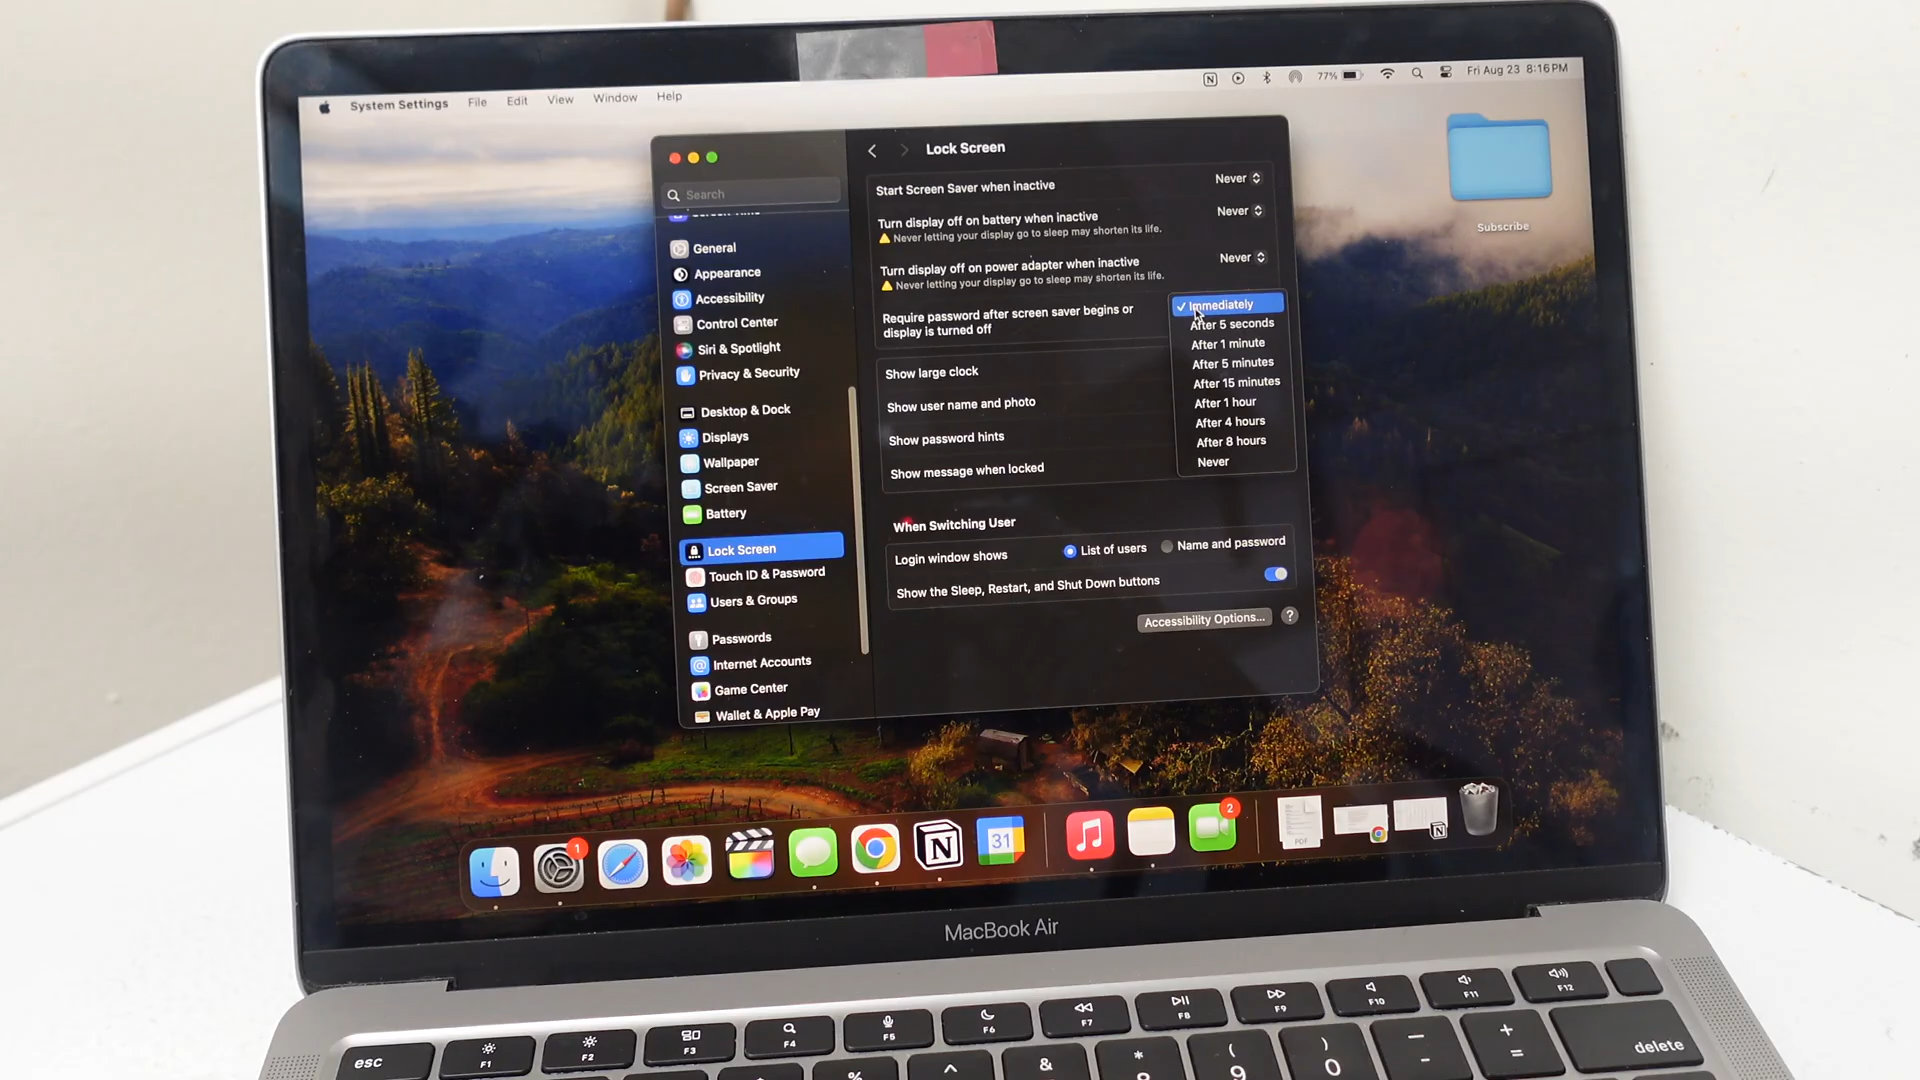 System Settings File Edit View Window Help
77% Fri Aug 23 8:16 PM
Subscribe
Search
General
Appearance
Accessibility
Control Center
Siri & Spotlight
Privacy & Security
Desktop & Dock
Displays
Wallpaper
Screen Saver
Battery
Lock Screen
Touch ID & Password
Users & Groups
Passwords
Internet Accounts
Game Center
Wallet & Apple Pay
Lock Screen
Start Screen Saver when inactive Never
Turn display off on battery when inactive Never
Never letting your display go to sleep may shorten its life.
Turn display off on power adapter when inactive Never
Never letting your display go to sleep may shorten its life.
Require password after screen saver begins or
display is turned off
Immediately
After 5 seconds
After 1 minute
After 5 minutes
After 15 minutes
After 1 hour
After 4 hours
After 8 hours
Never
Show large clock
Show user name and photo
Show password hints
Show message when locked
When Switching User
Login window shows List of users Name and password
Show the Sleep, Restart, and Shut Down buttons
Accessibility Options... ?
1
31
2
PDF
MacBook Air
esc F1 F2 F3 F4 F5 F6 F7 F8 F9 F10 F11 F12
% ^ & * ( 9 ) 0 − + = delete